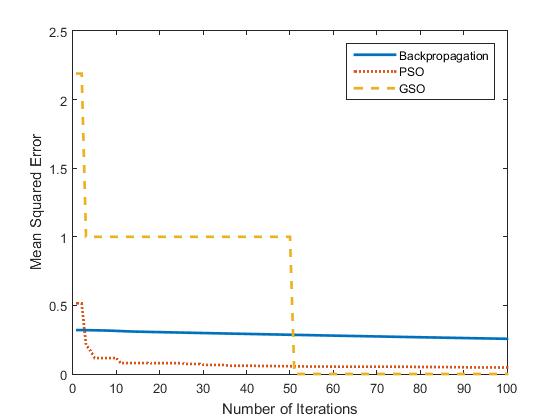 2.5
2
1.5
1
0.5
0
Mean Squared Error
Backpropagation
PSO
GSO
0 10 20 30 40 50 60 70 80 90 100
Number of Iterations